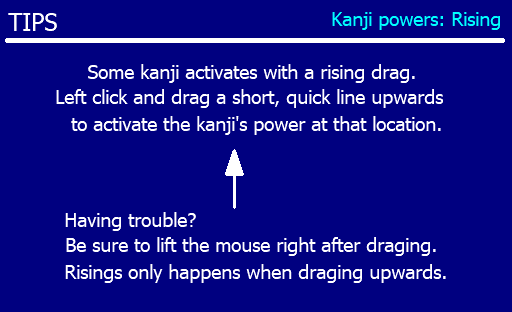 TIPS
Kanji powers: Rising
Some kanji activates with a rising drag.
Left click and drag a short, quick line upwards
to activate the kanji's power at that location.
Having trouble?
Be sure to lift the mouse right after draging.
Risings only happens when draging upwards.